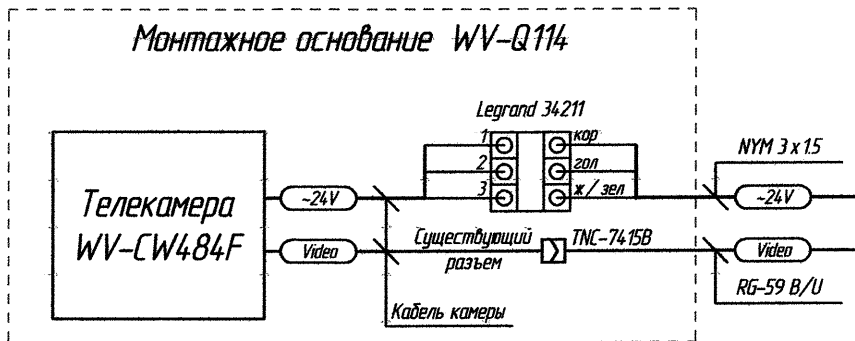 Монтажное основание WV-Q114
Legrand 34211
1
кор
2
гол
3
ж/зел
NYM 3 x 1.5
Телекамера
WV-CW484F
~24V
~24V
Video
Существующий
разъем
TNC-7415B
Video
RG-59 B/U
Кабель камеры